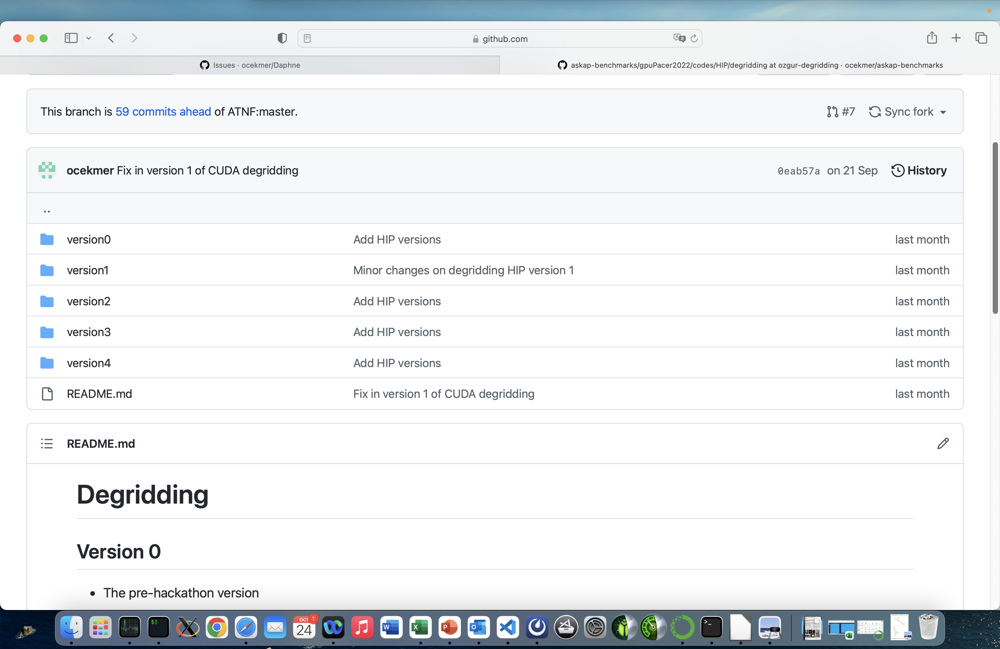 github.com
Issues · ocekmer/Daphne
askap-benchmarks/gpuPacer2022/codes/HIP/degridding at ozgur-degridding · ocekmer/askap-benchmarks
This branch is 59 commits ahead of ATNF:master.
#7 Sync fork
ocekmer Fix in version 1 of CUDA degridding
0eab57a on 21 Sep History
..
version0 Add HIP versions last month
version1 Minor changes on degridding HIP version 1 last month
version2 Add HIP versions last month
version3 Add HIP versions last month
version4 Add HIP versions last month
README.md Fix in version 1 of CUDA degridding last month
README.md
Degridding
Version 0
• The pre-hackathon version
$
OCT 1
24
W
X
P
O
>_